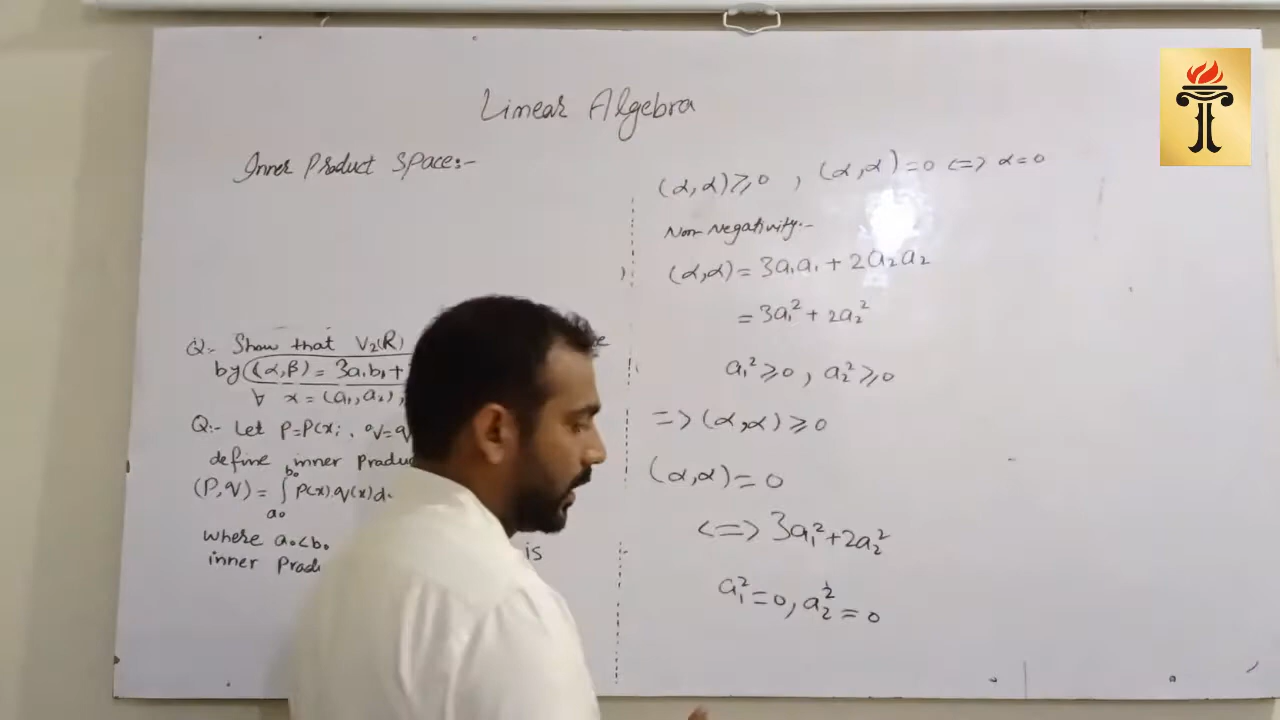 Linear Algebra
Inner Product Space:-
Q:- Show that V₂(R)
by (α,β) = 3a₁b₁+
∀ x = (a₁, a₂),
Q:- Let P=P(x)
define inner Produc
(P,q) = ∫ P(x).q(x)d
b₀
a₀
where a₀<b₀
inner Prod
is
(α,α)≥0 , (α,α)=0 <=> α=0
Non-Negativity:-
(α,α)= 3a₁a₁ + 2a₂a₂
= 3a₁² + 2a₂²
a₁² ≥0 , a₂² ≥0
=> (α,α) ≥ 0
(α,α) = 0
<=> 3a₁²+2a₂²
a₁²=0, a₂²=0